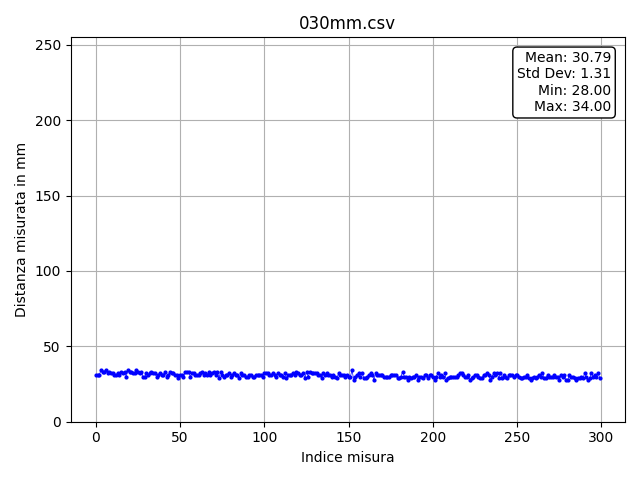 030mm.csv
Mean: 30.79
Std Dev: 1.31
Min: 28.00
Max: 34.00
Distanza misurata in mm
250
200
150
100
50
0
0 50 100 150 200 250 300
Indice misura